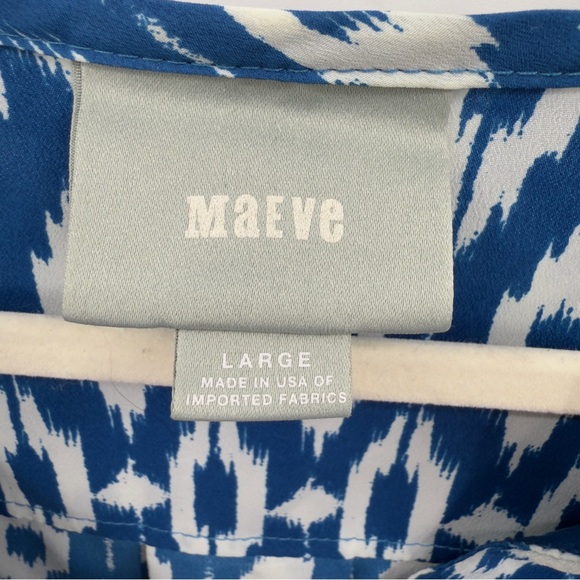 MaEVe
LARGE
MADE IN USA OF
IMPORTED FABRICS